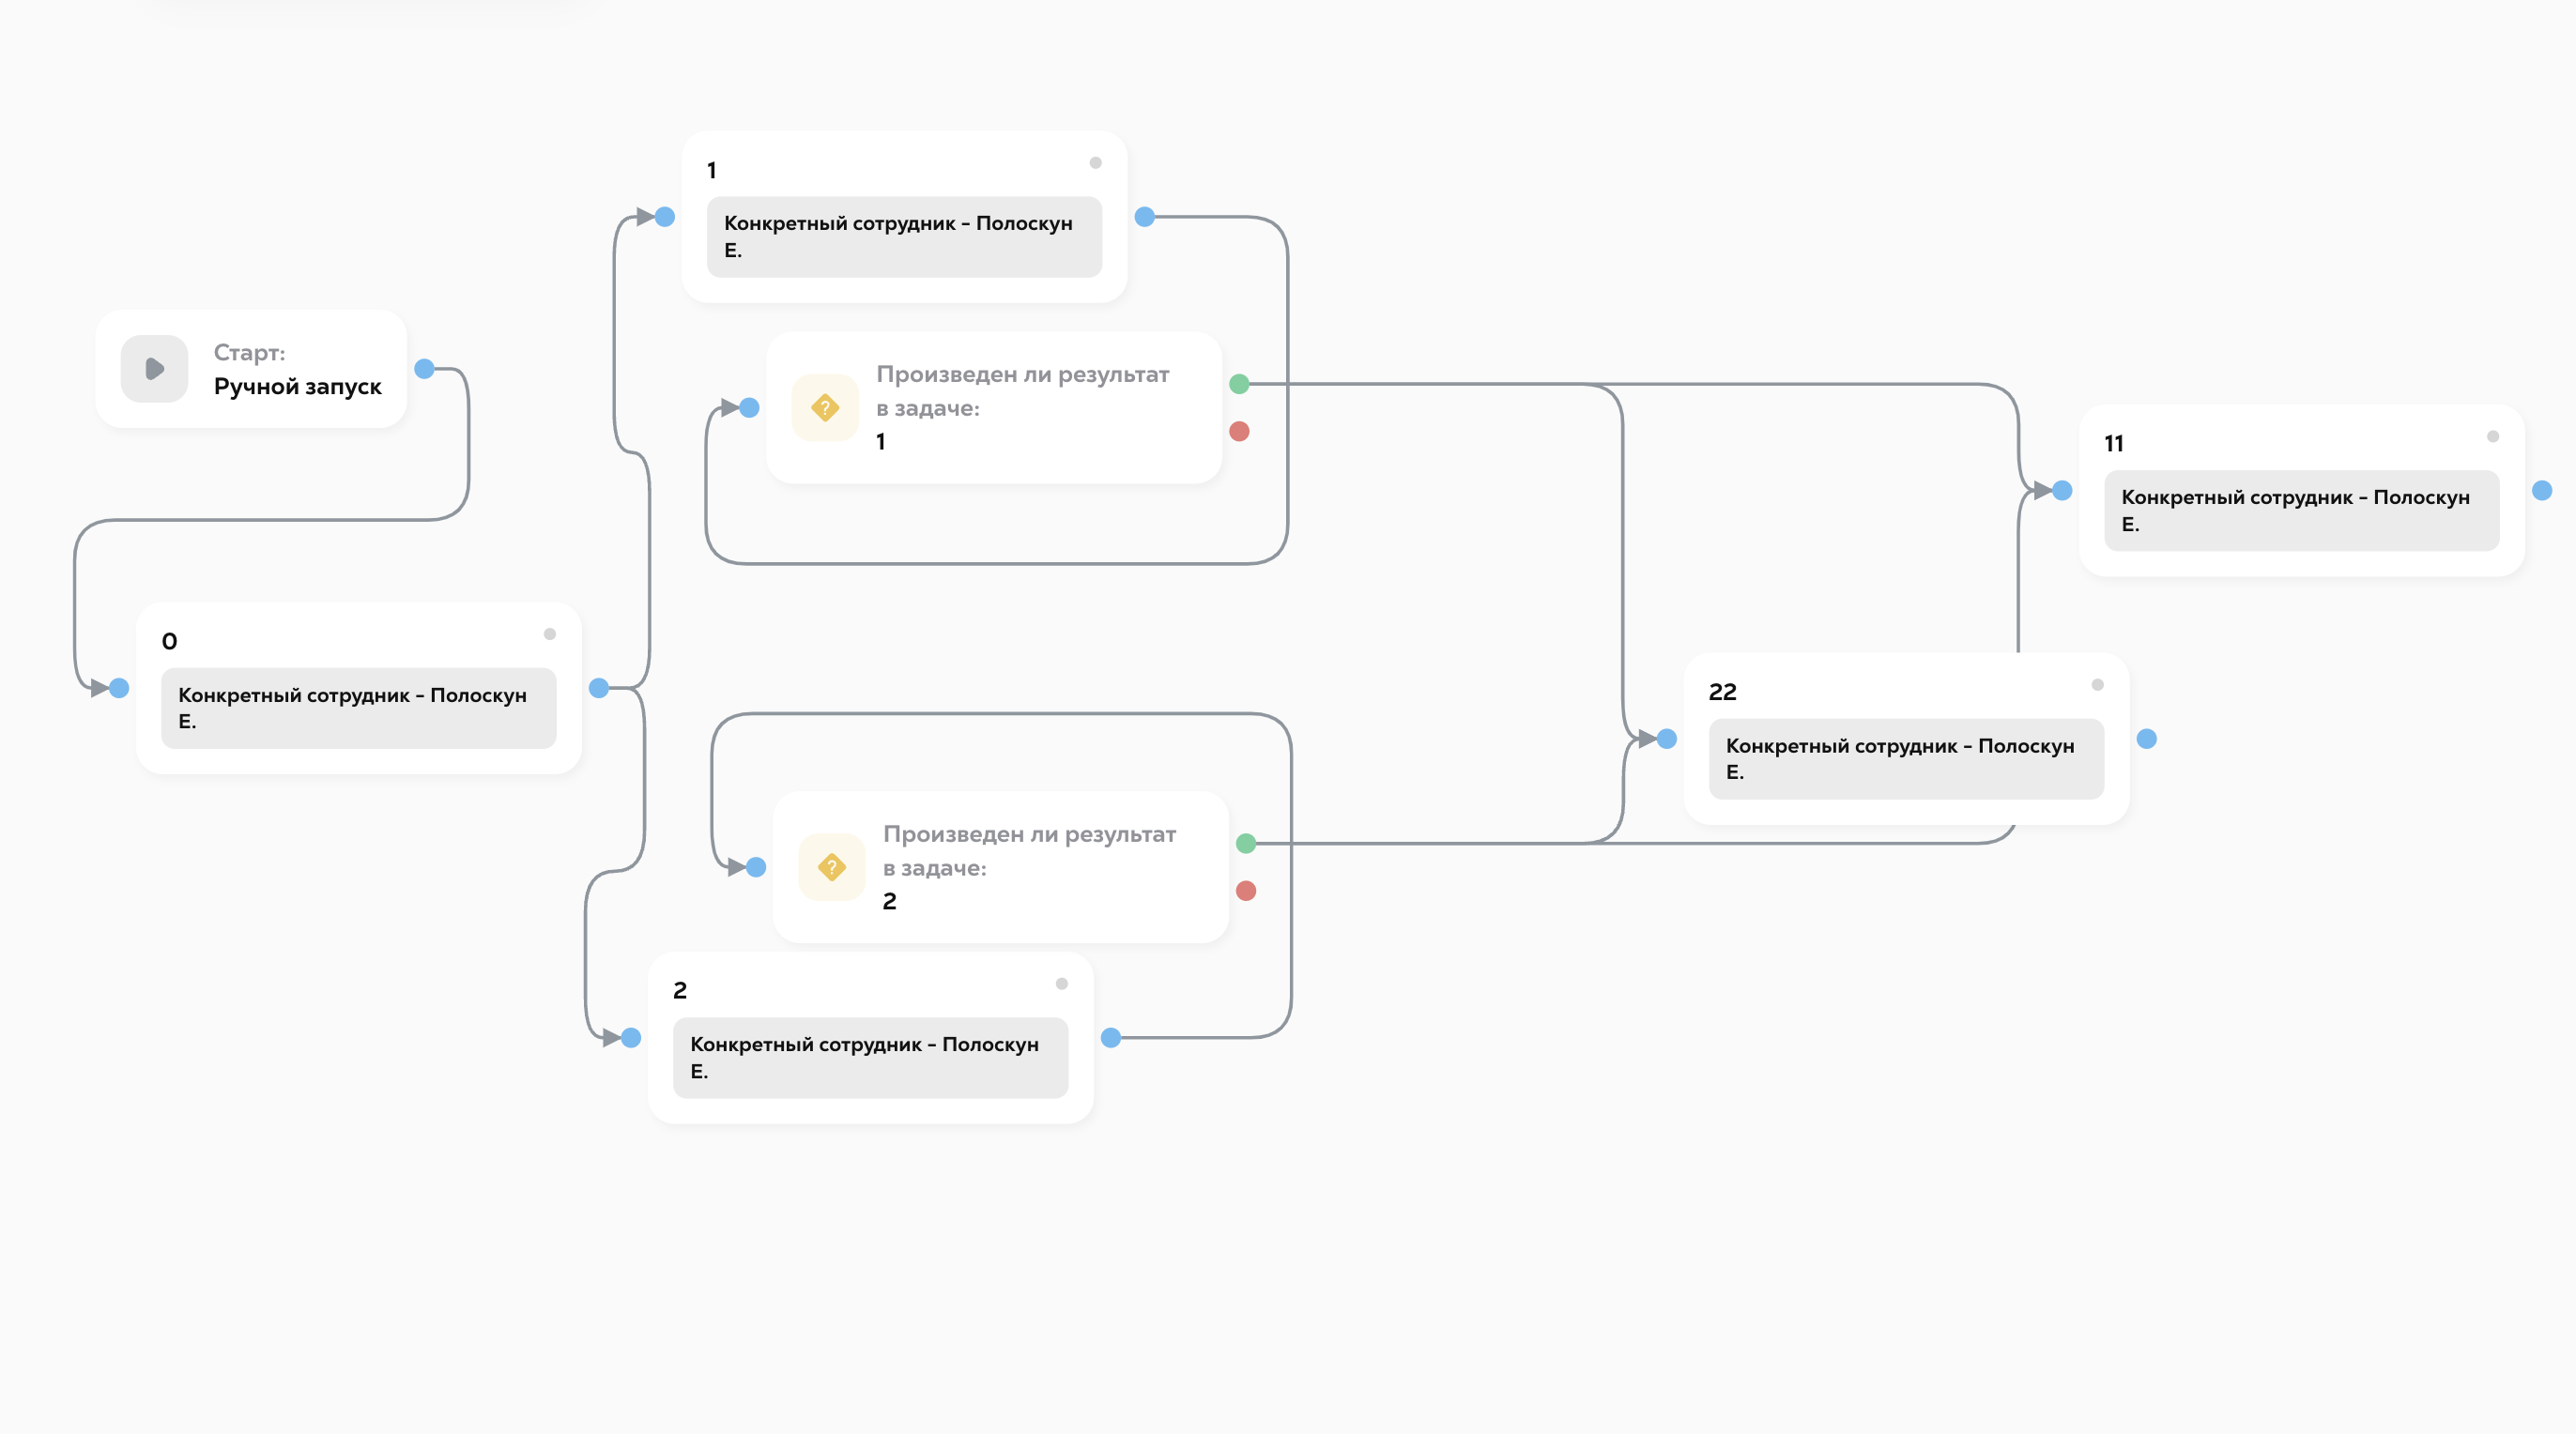 1
Конкретный сотрудник - Полоскун
Е.
Старт:
Ручной запуск
Произведен ли результат
в задаче:
1
11
Конкретный сотрудник - Полоскун
Е.
0
Конкретный сотрудник - Полоскун
Е.
22
Конкретный сотрудник - Полоскун
Е.
Произведен ли результат
в задаче:
2
2
Конкретный сотрудник - Полоскун
Е.